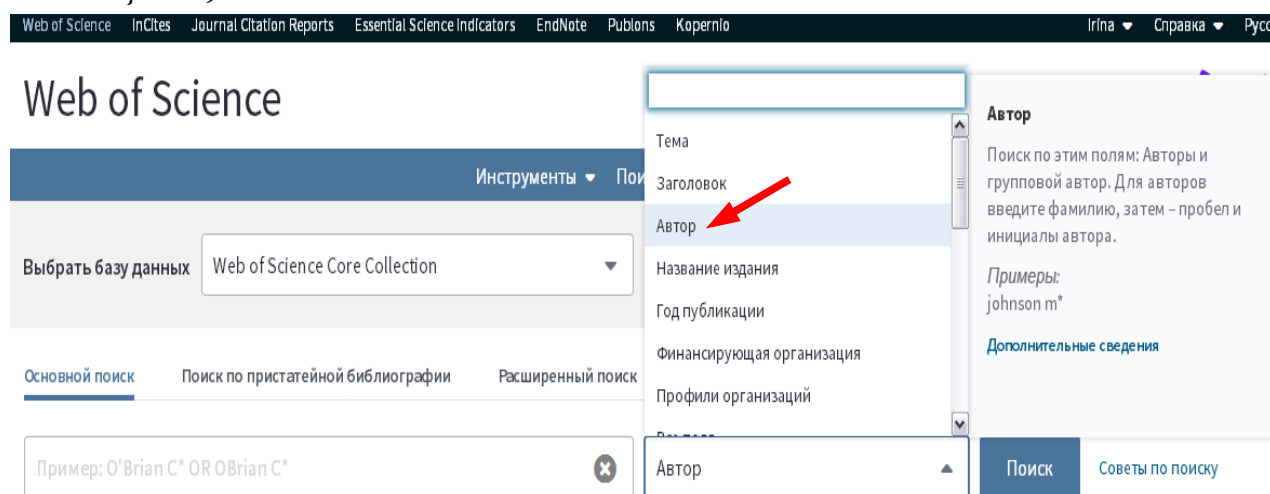 Web of Science InCites Journal Citation Reports Essential Science Indicators EndNote Publons Kopernio Irina Справка
Web of Science
Инструменты
Выбрать базу данных Web of Science Core Collection
Основной поиск Поиск по пристатейной библиографии Расширенный поиск
Пример: O'Brian C* OR OBrian C*
Тема
Заголовок
Автор
Название издания
Год публикации
Финансирующая организация
Профили организаций
Автор
Автор
Поиск по этим полям: Авторы и
групповой автор. Для авторов
введите фамилию, затем – пробел и
инициалы автора.
Примеры:
johnson m*
Дополнительные сведения
Поиск Советы по поиску